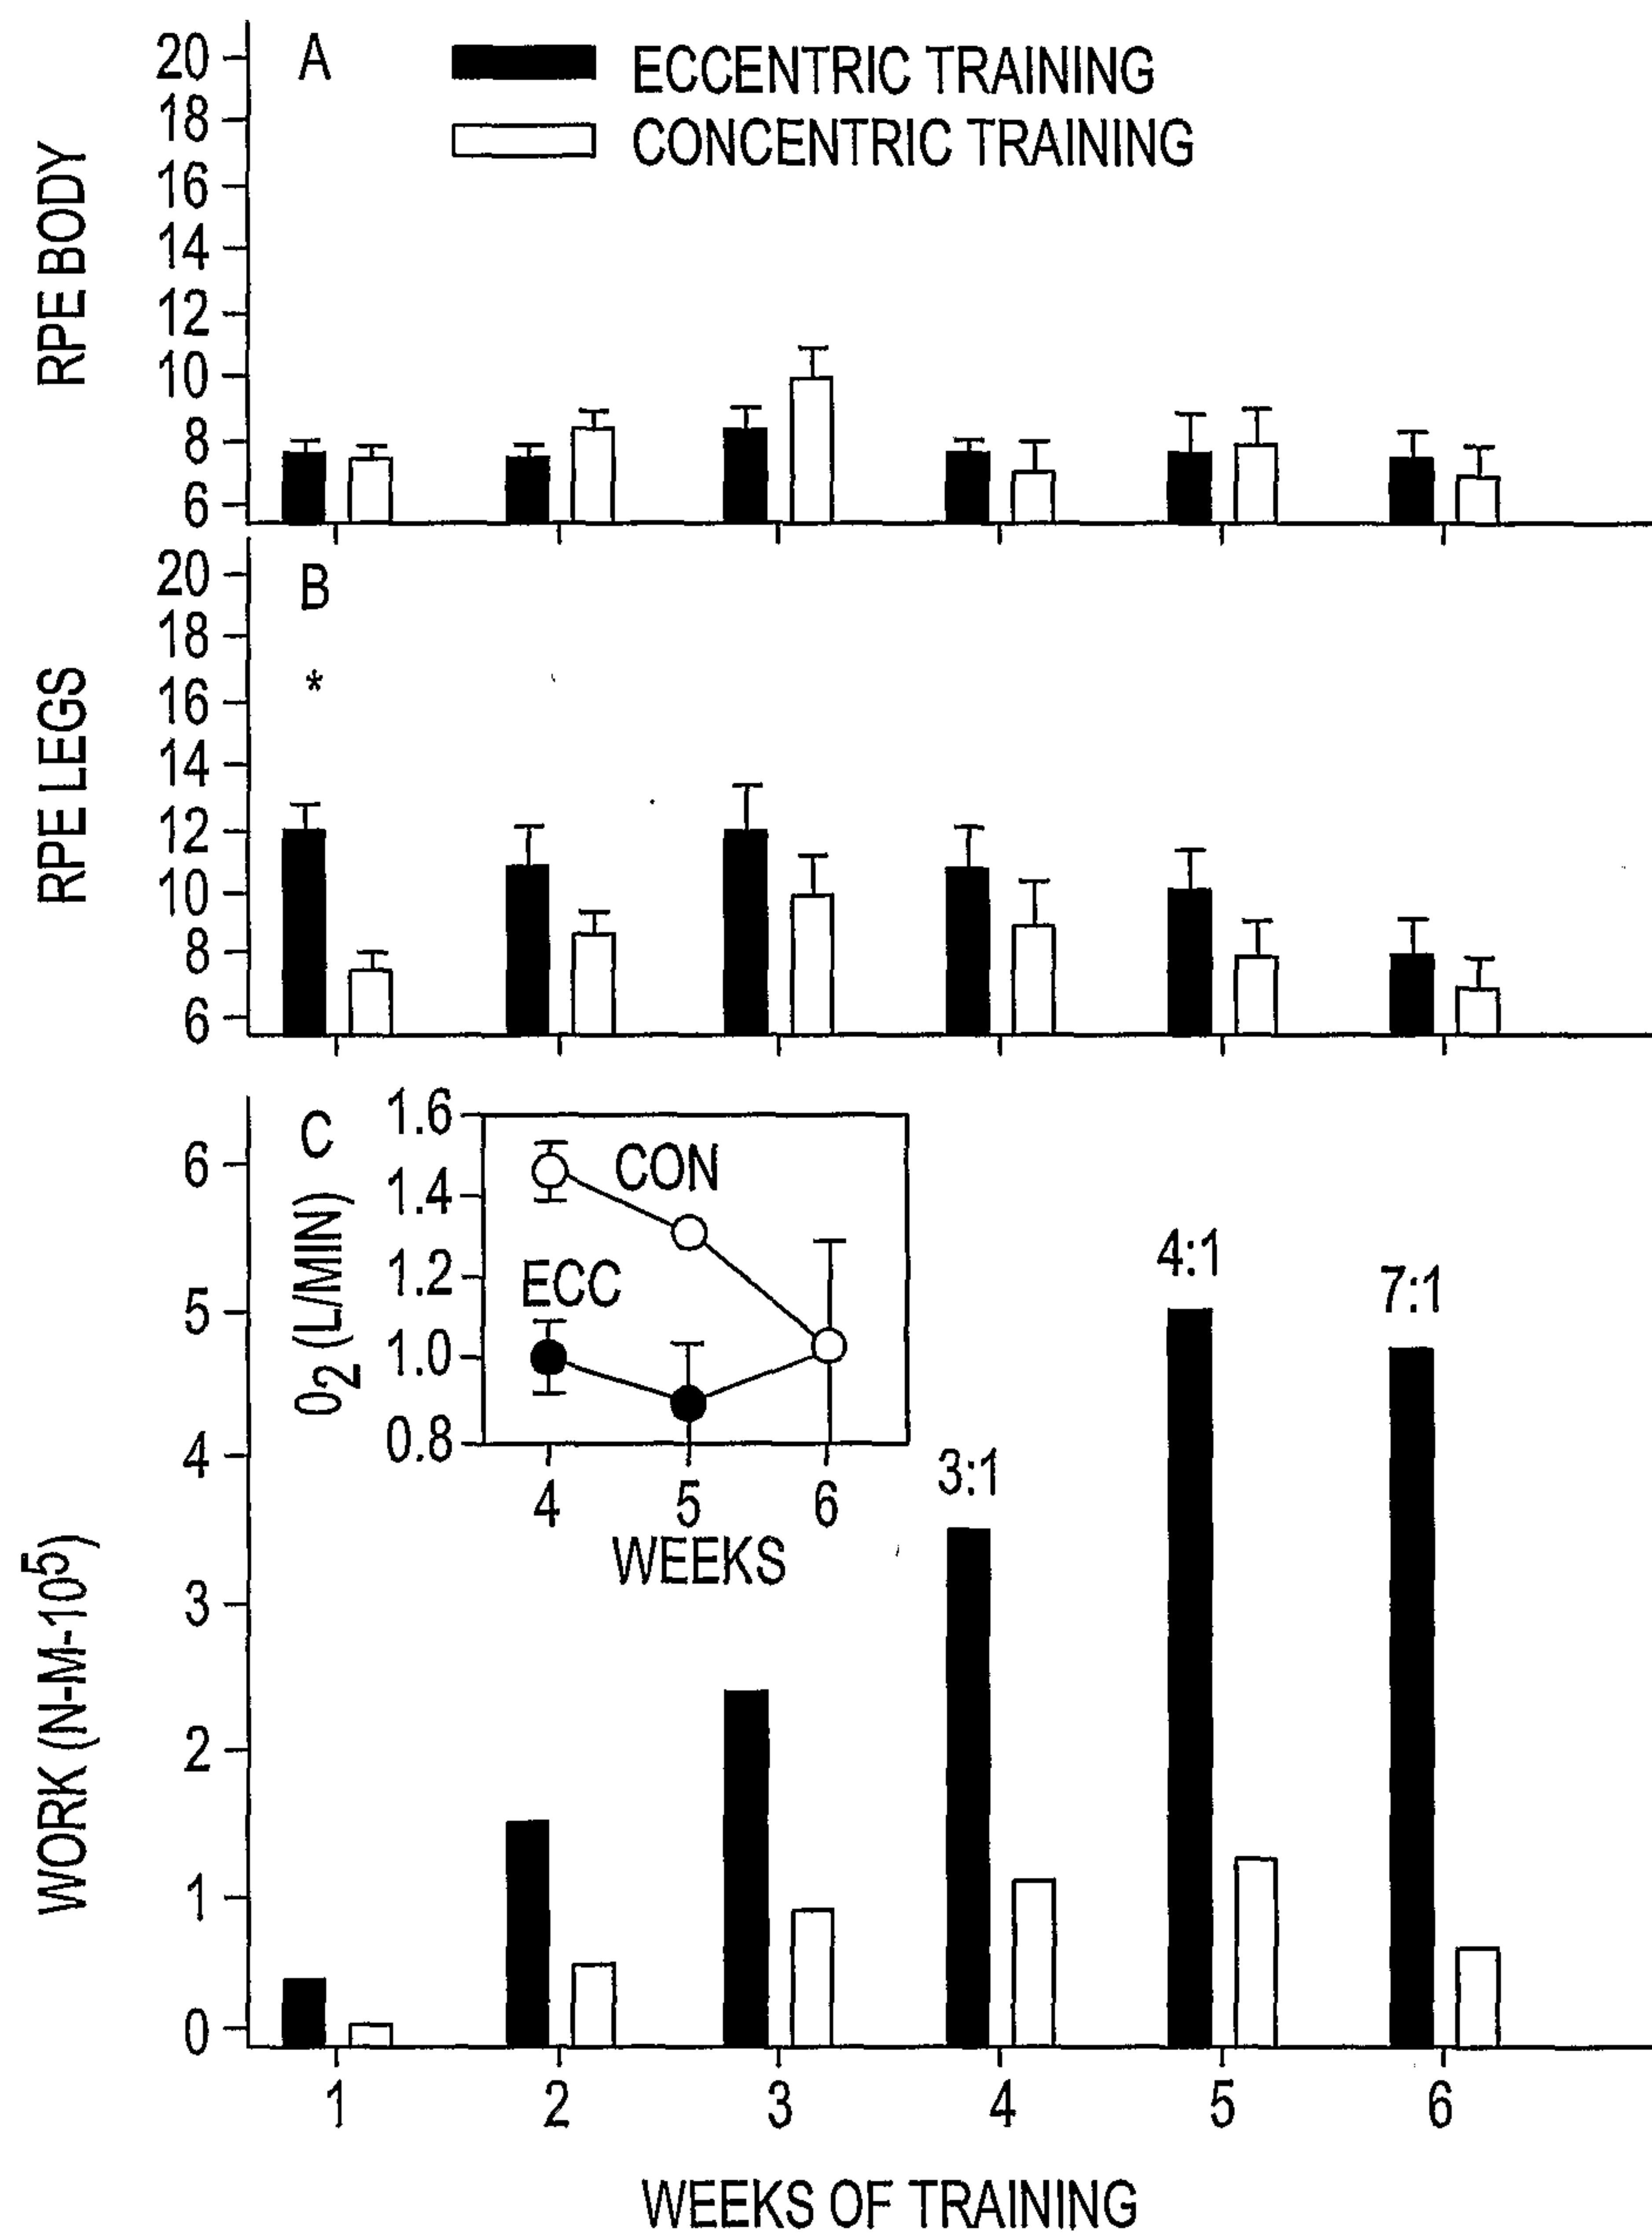 A
ECCENTRIC TRAINING
CONCENTRIC TRAINING
RPE BODY
20
18
16
14
12
10
8
6
B
*
RPE LEGS
20
18
16
14
12
10
8
6
C
WORK (N-M-10⁵)
6
5
4
3
2
1
0
O₂ (L/MIN)
1.6
1.4
1.2
1.0
0.8
CON
ECC
4 5 6
WEEKS
3:1
4:1
7:1
1 2 3 4 5 6
WEEKS OF TRAINING